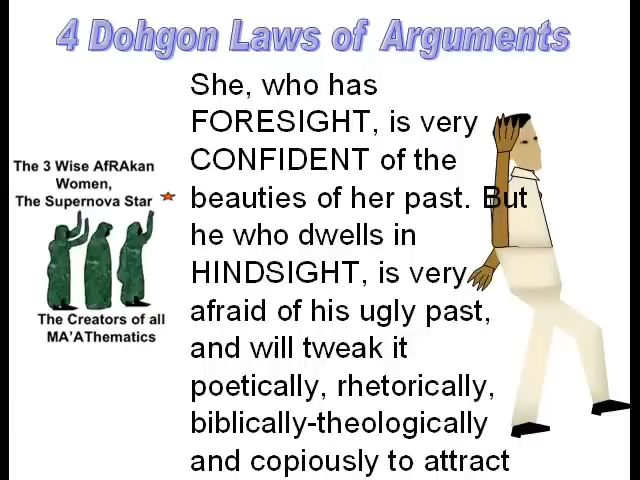 4 Dohgon Laws of Arguments
She, who has
FORESIGHT, is very
CONFIDENT of the
beauties of her past. But
he who dwells in
HINDSIGHT, is very
afraid of his ugly past,
and will tweak it
poetically, rhetorically,
biblically-theologically
and copiously to attract
The 3 Wise AfRAkan
Women,
The Supernova Star
The Creators of all
MA'AThematics